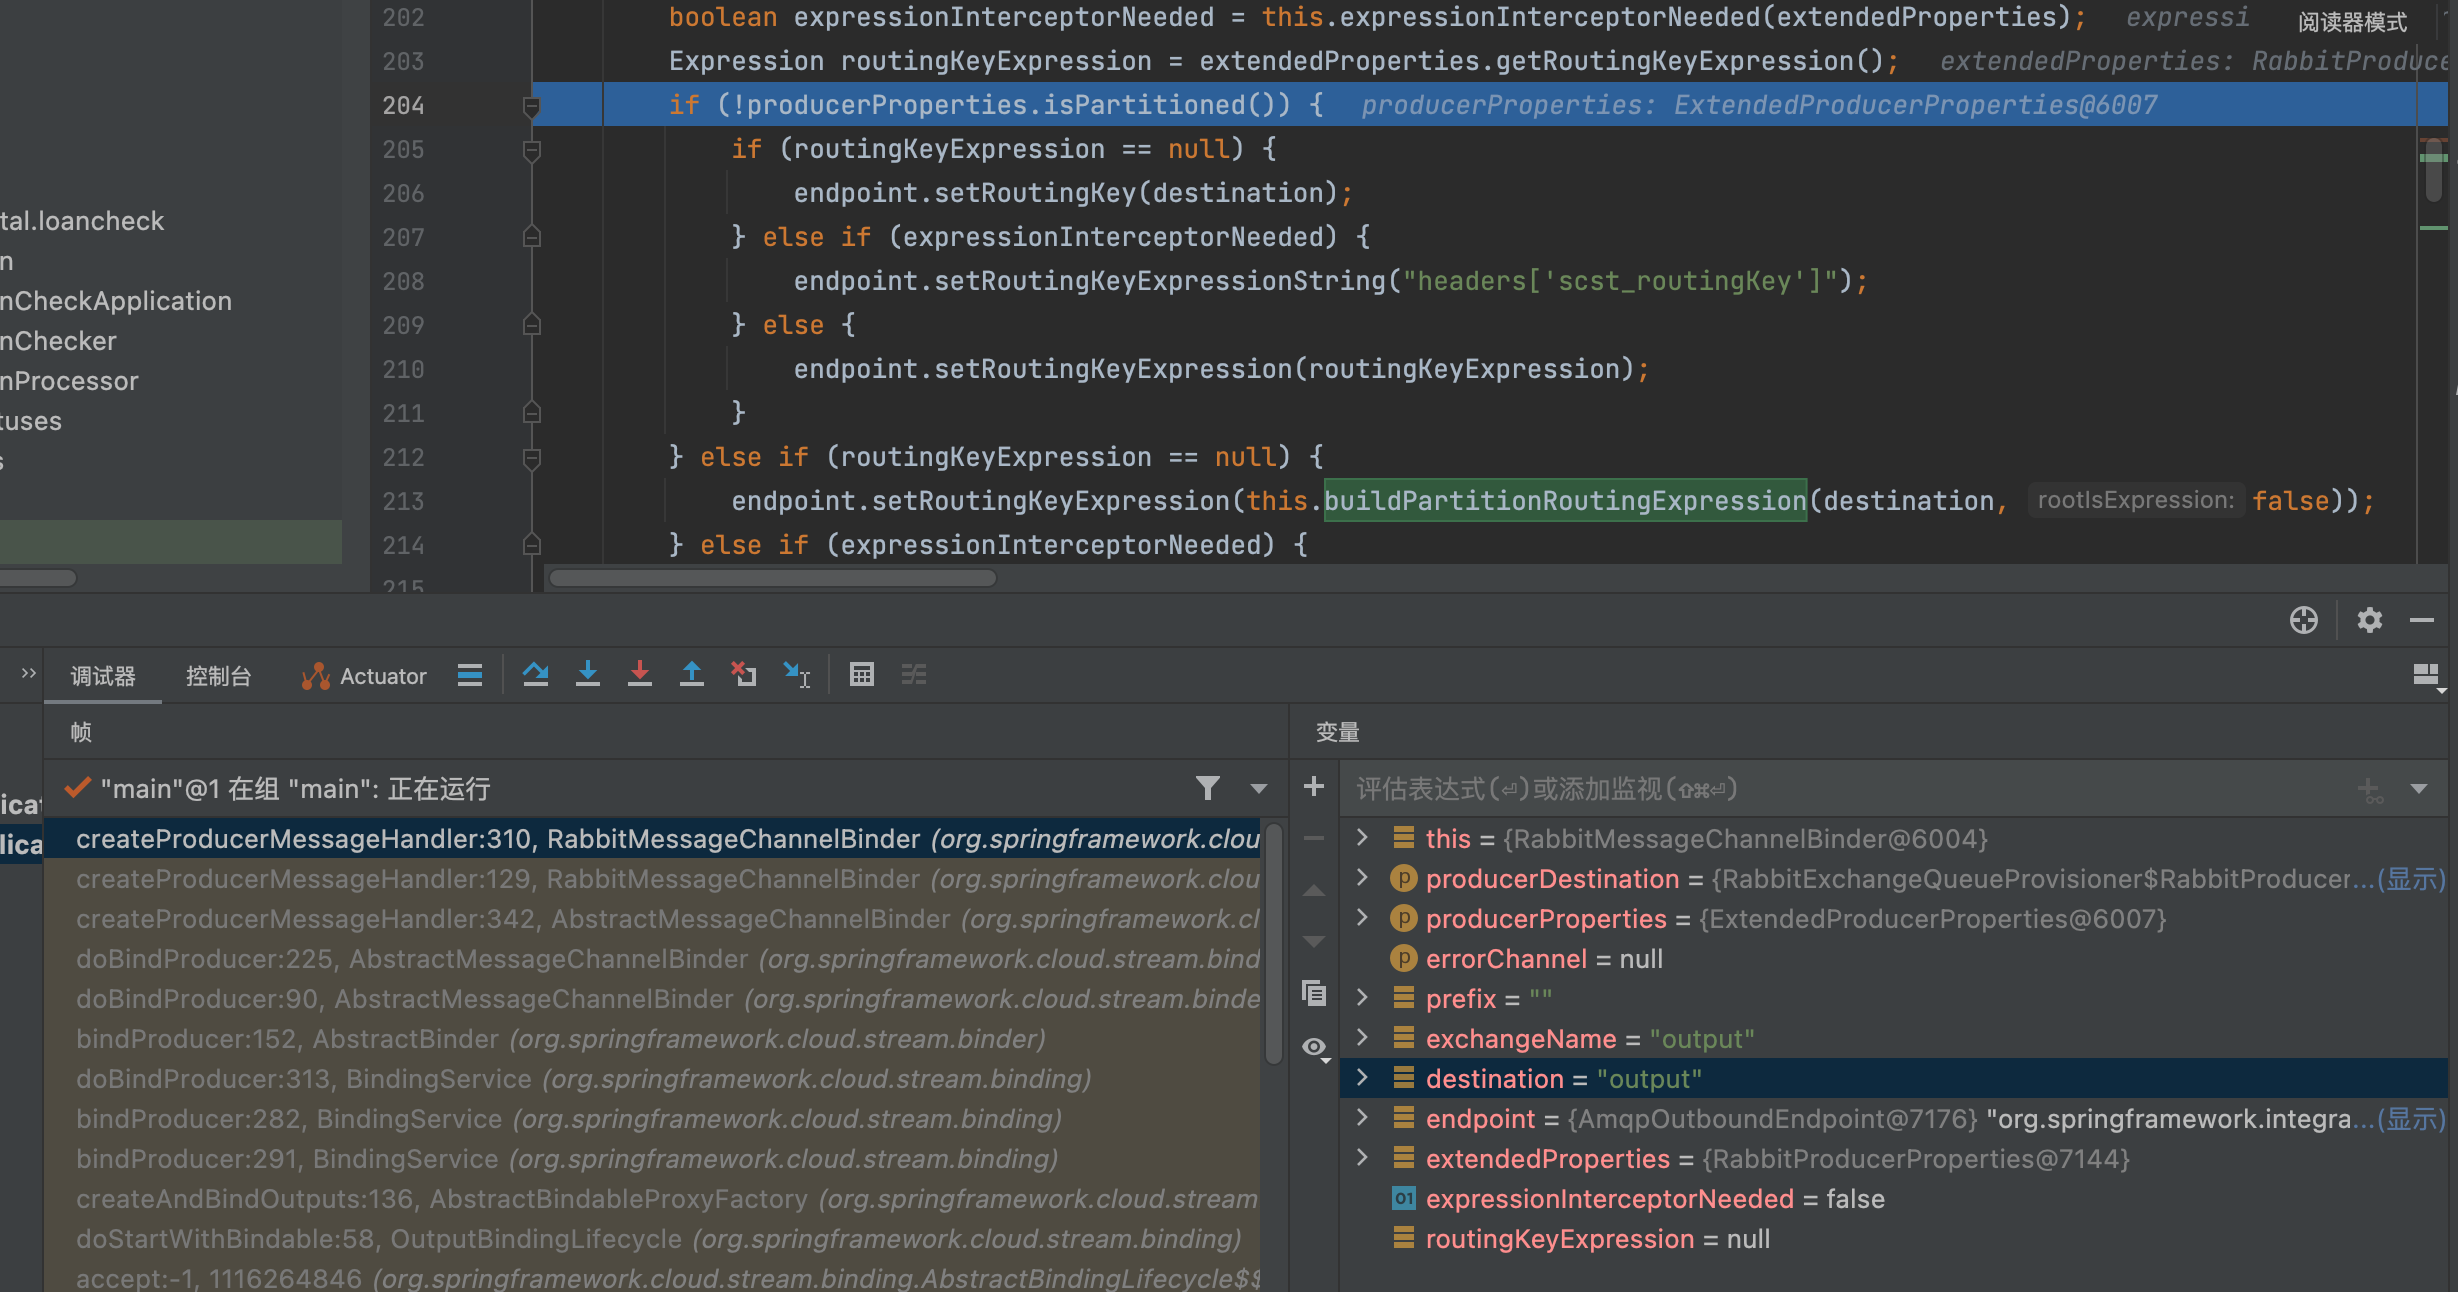 202 boolean expressionInterceptorNeeded = this.expressionInterceptorNeeded(extendedProperties); expressi
阅读器模式
203 Expression routingKeyExpression = extendedProperties.getRoutingKeyExpression(); extendedProperties: RabbitProduce
204 if (!producerProperties.isPartitioned()) { producerProperties: ExtendedProducerProperties@6007
205 if (routingKeyExpression == null) {
206 endpoint.setRoutingKey(destination);
207 } else if (expressionInterceptorNeeded) {
208 endpoint.setRoutingKeyExpressionString("headers['scst_routingKey']");
209 } else {
210 endpoint.setRoutingKeyExpression(routingKeyExpression);
211 }
212 } else if (routingKeyExpression == null) {
213 endpoint.setRoutingKeyExpression(this.buildPartitionRoutingExpression(destination, rootIsExpression: false));
214 } else if (expressionInterceptorNeeded) {
215
tal.loancheck
n
nCheckApplication
nChecker
nProcessor
tuses
s
调试器 控制台 Actuator
帧
"main"@1 在组 "main": 正在运行
icat
lica
createProducerMessageHandler:310, RabbitMessageChannelBinder (org.springframework.clou
createProducerMessageHandler:129, RabbitMessageChannelBinder (org.springframework.clou
createProducerMessageHandler:342, AbstractMessageChannelBinder (org.springframework.cl
doBindProducer:225, AbstractMessageChannelBinder (org.springframework.cloud.stream.bind
doBindProducer:90, AbstractMessageChannelBinder (org.springframework.cloud.stream.binde
bindProducer:152, AbstractBinder (org.springframework.cloud.stream.binder)
doBindProducer:313, BindingService (org.springframework.cloud.stream.binding)
bindProducer:282, BindingService (org.springframework.cloud.stream.binding)
bindProducer:291, BindingService (org.springframework.cloud.stream.binding)
createAndBindOutputs:136, AbstractBindableProxyFactory (org.springframework.cloud.stream
doStartWithBindable:58, OutputBindingLifecycle (org.springframework.cloud.stream.binding)
accept:-1, 1116264846 (org.springframework.cloud.stream.binding.AbstractBindingLifecycle$$
变量
评估表达式(⏎)或添加监视(⇧⌘⏎)
this = {RabbitMessageChannelBinder@6004}
p producerDestination = {RabbitExchangeQueueProvisioner$RabbitProducer...(显示)
p producerProperties = {ExtendedProducerProperties@6007}
p errorChannel = null
prefix = ""
exchangeName = "output"
destination = "output"
endpoint = {AmqpOutboundEndpoint@7176} "org.springframework.integra...(显示)
extendedProperties = {RabbitProducerProperties@7144}
01 expressionInterceptorNeeded = false
routingKeyExpression = null